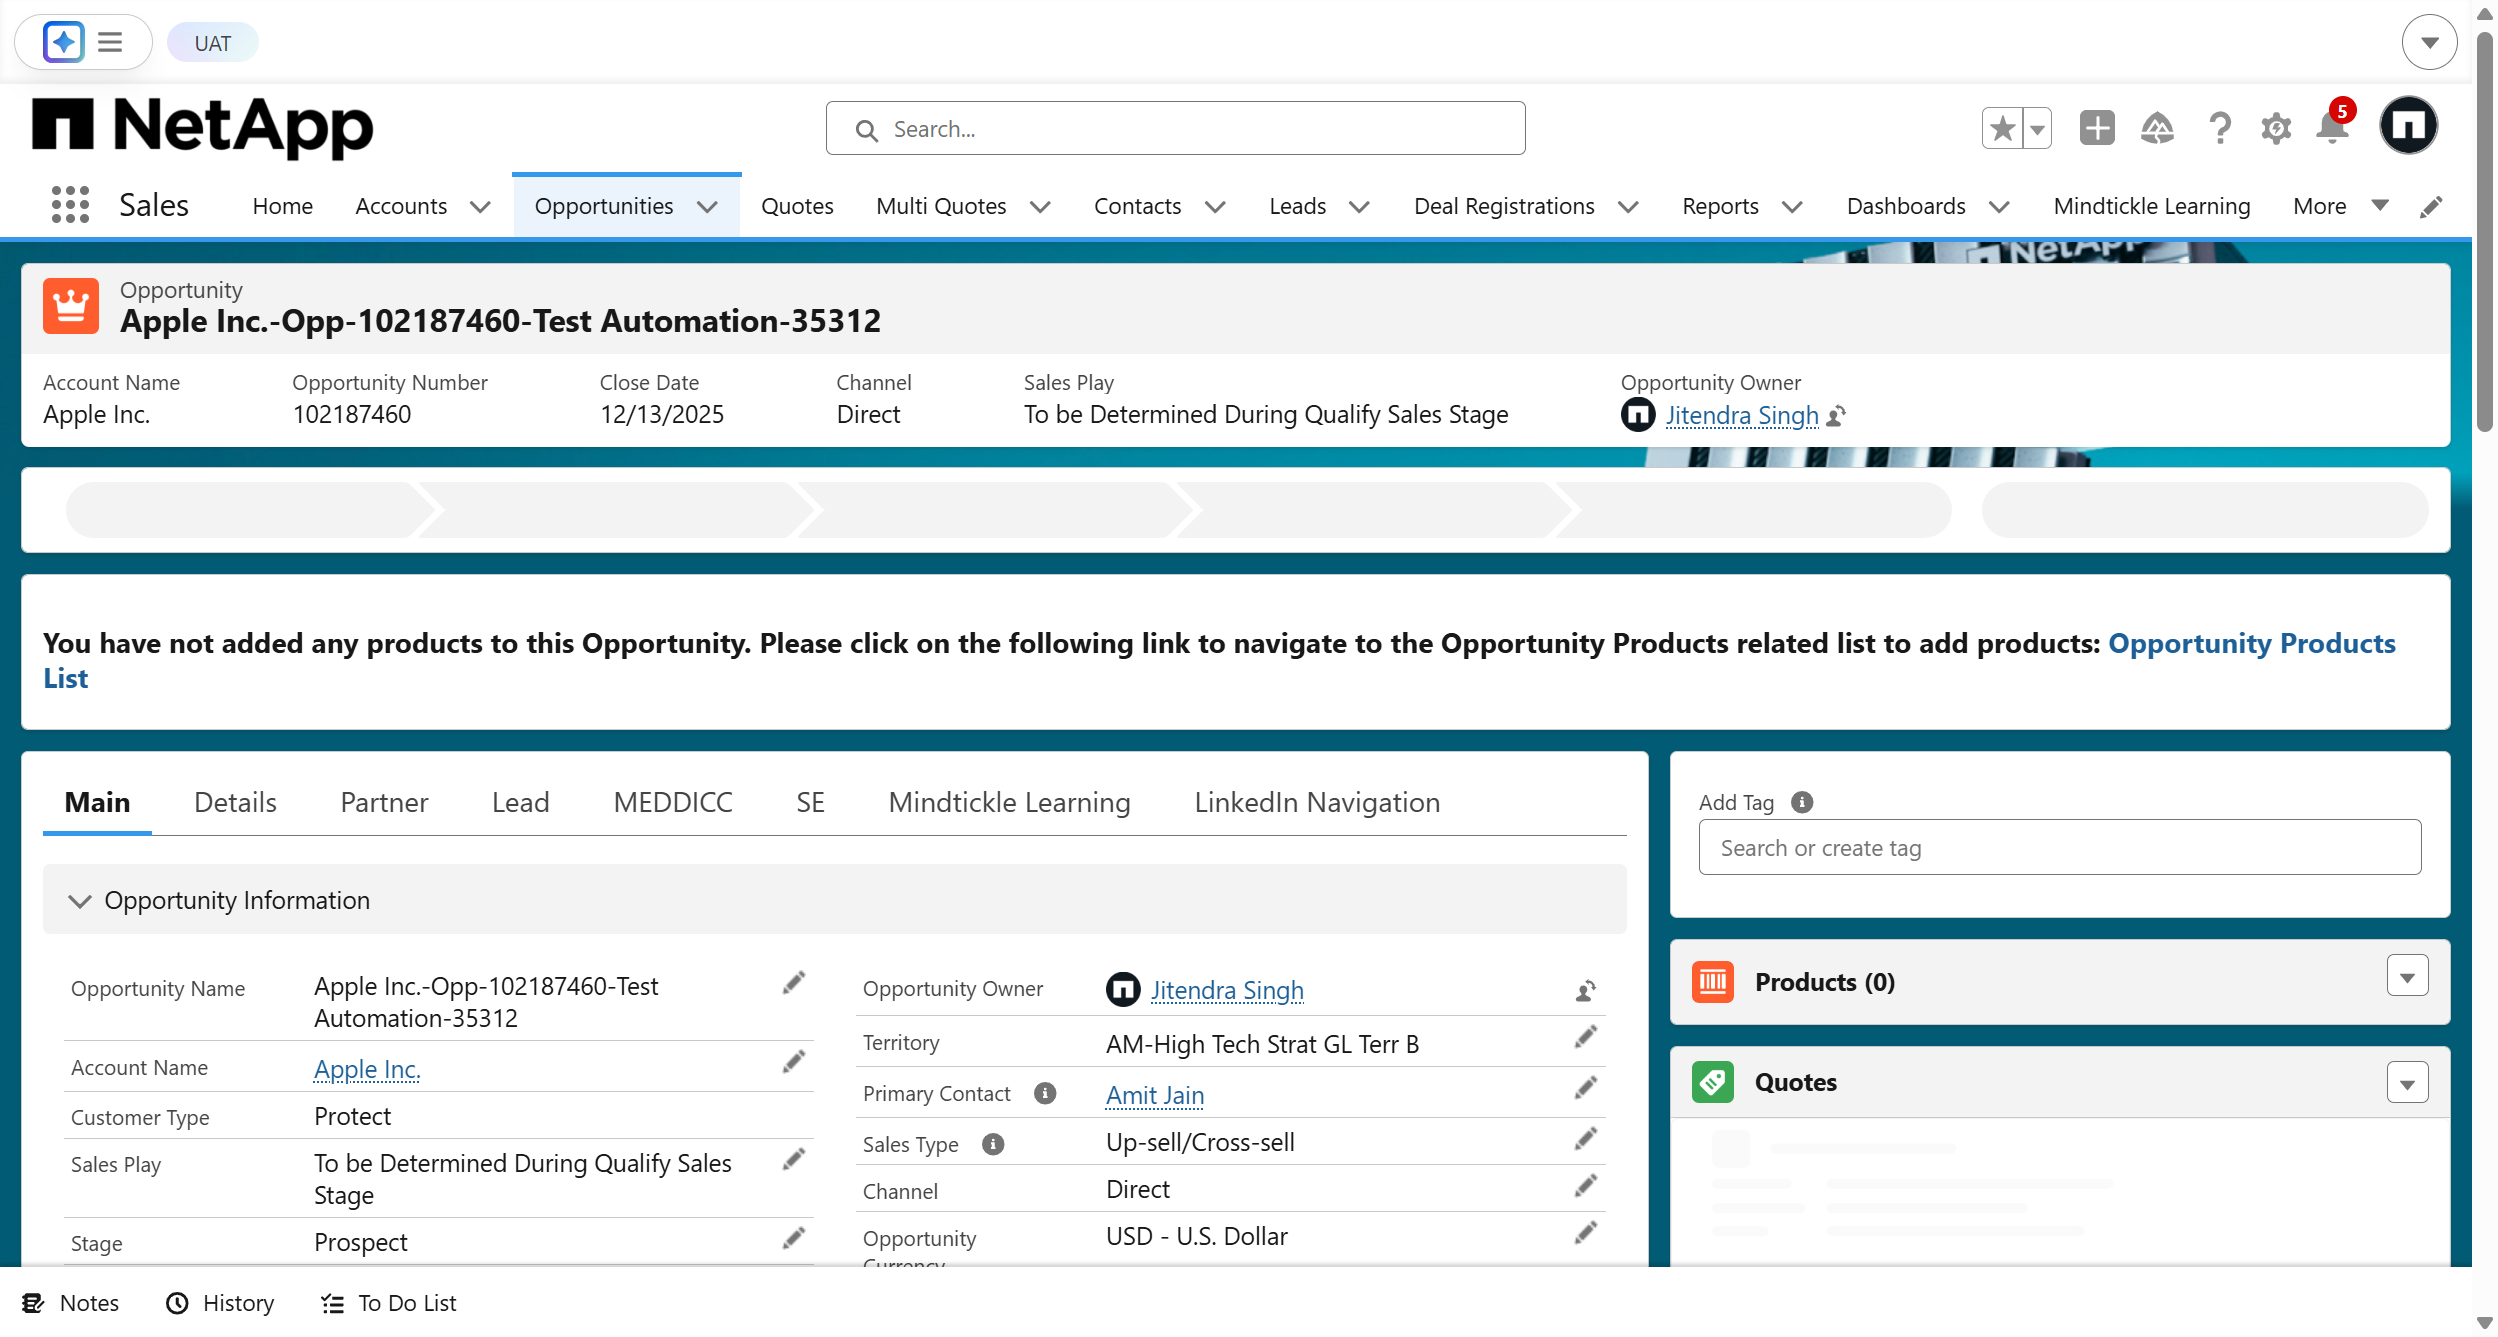 UAT
NetApp
Search...
5
Sales
Home
Accounts
Opportunities
Quotes
Multi Quotes
Contacts
Leads
Deal Registrations
Reports
Dashboards
Mindtickle Learning
More
NetApp
Opportunity
Apple Inc.-Opp-102187460-Test Automation-35312
Account Name
Apple Inc.
Opportunity Number
102187460
Close Date
12/13/2025
Channel
Direct
Sales Play
To be Determined During Qualify Sales Stage
Opportunity Owner
Jitendra Singh
You have not added any products to this Opportunity. Please click on the following link to navigate to the Opportunity Products related list to add products: Opportunity Products
List
Main
Details
Partner
Lead
MEDDICC
SE
Mindtickle Learning
LinkedIn Navigation
Opportunity Information
Opportunity Name
Apple Inc.-Opp-102187460-Test
Automation-35312
Account Name
Apple Inc.
Customer Type
Protect
Sales Play
To be Determined During Qualify Sales
Stage
Stage
Prospect
Opportunity Owner
Jitendra Singh
Territory
AM-High Tech Strat GL Terr B
Primary Contact
Amit Jain
Sales Type
Up-sell/Cross-sell
Channel
Direct
Opportunity
Currency
USD - U.S. Dollar
Add Tag
Search or create tag
Products (0)
Quotes
Notes
History
To Do List